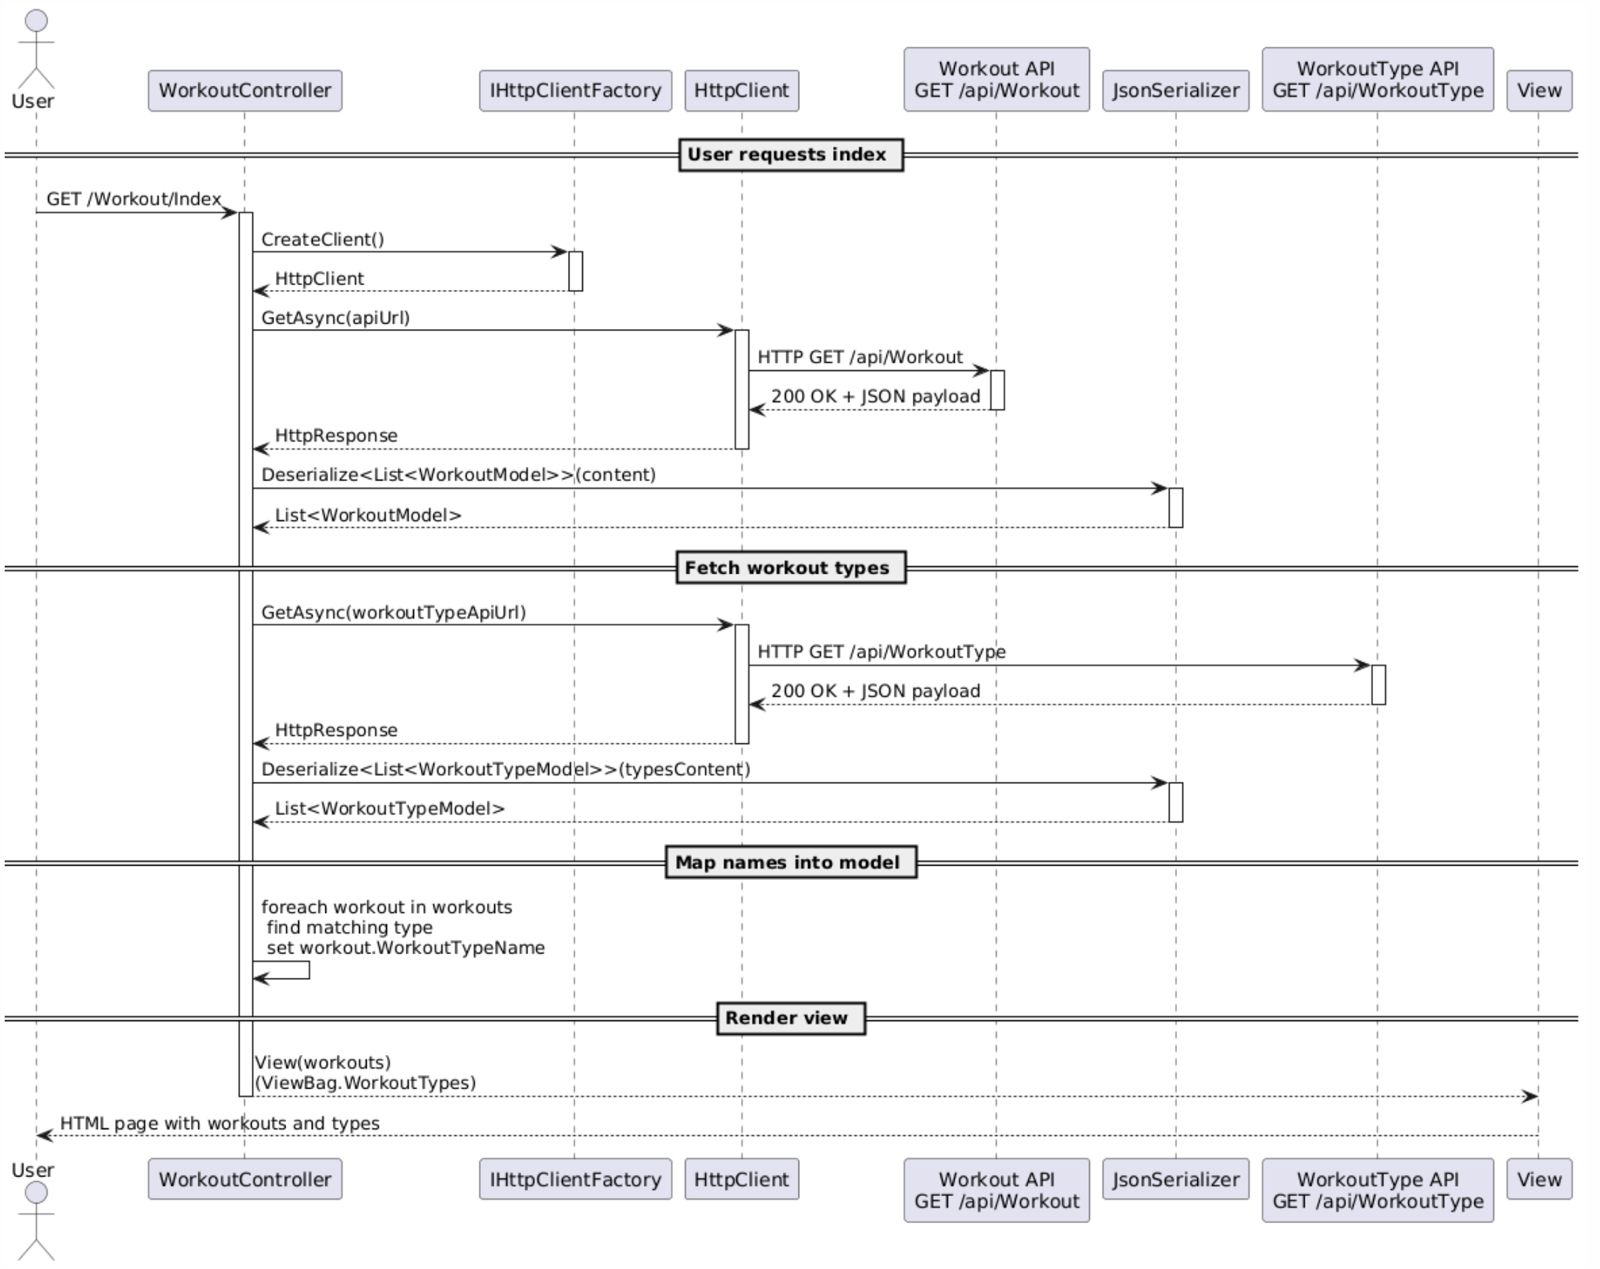 User
WorkoutController
IHttpClientFactory
HttpClient
Workout API
GET /api/Workout
JsonSerializer
WorkoutType API
GET /api/WorkoutType
View
User requests index
GET /Workout/Index
CreateClient()
HttpClient
GetAsync(apiUrl)
HTTP GET /api/Workout
200 OK + JSON payload
HttpResponse
Deserialize<List<WorkoutModel>>(content)
List<WorkoutModel>
Fetch workout types
GetAsync(workoutTypeApiUrl)
HTTP GET /api/WorkoutType
200 OK + JSON payload
HttpResponse
Deserialize<List<WorkoutTypeModel>>(typesContent)
List<WorkoutTypeModel>
Map names into model
foreach workout in workouts
find matching type
set workout.WorkoutTypeName
Render view
View(workouts)
(ViewBag.WorkoutTypes)
HTML page with workouts and types
User
WorkoutController
IHttpClientFactory
HttpClient
Workout API
GET /api/Workout
JsonSerializer
WorkoutType API
GET /api/WorkoutType
View